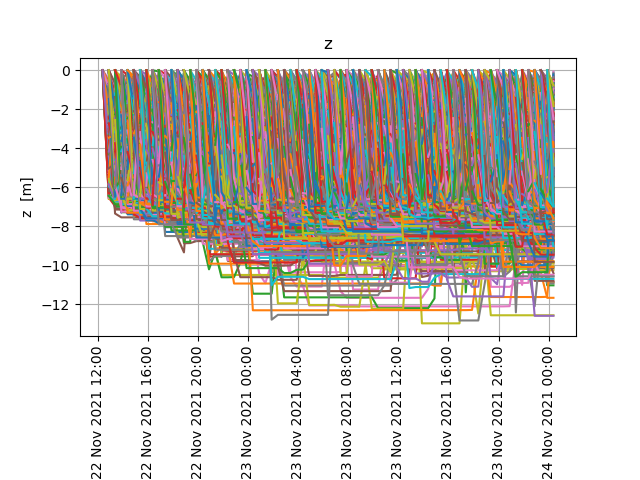 z
z [m]
0
−2
−4
−6
−8
−10
−12
22 Nov 2021 12:00
22 Nov 2021 16:00
22 Nov 2021 20:00
23 Nov 2021 00:00
23 Nov 2021 04:00
23 Nov 2021 08:00
23 Nov 2021 12:00
23 Nov 2021 16:00
23 Nov 2021 20:00
24 Nov 2021 00:00